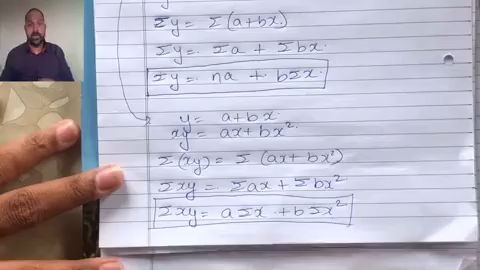 Σy = Σ(a+bx.)
Σy = Σa + Σbx.
Σy = na + bΣx.
y = a+bx.
xy = ax+bx².
Σ(xy) = Σ (ax+bx²)
Σxy = Σax + Σbx²
Σxy = aΣx + bΣx².